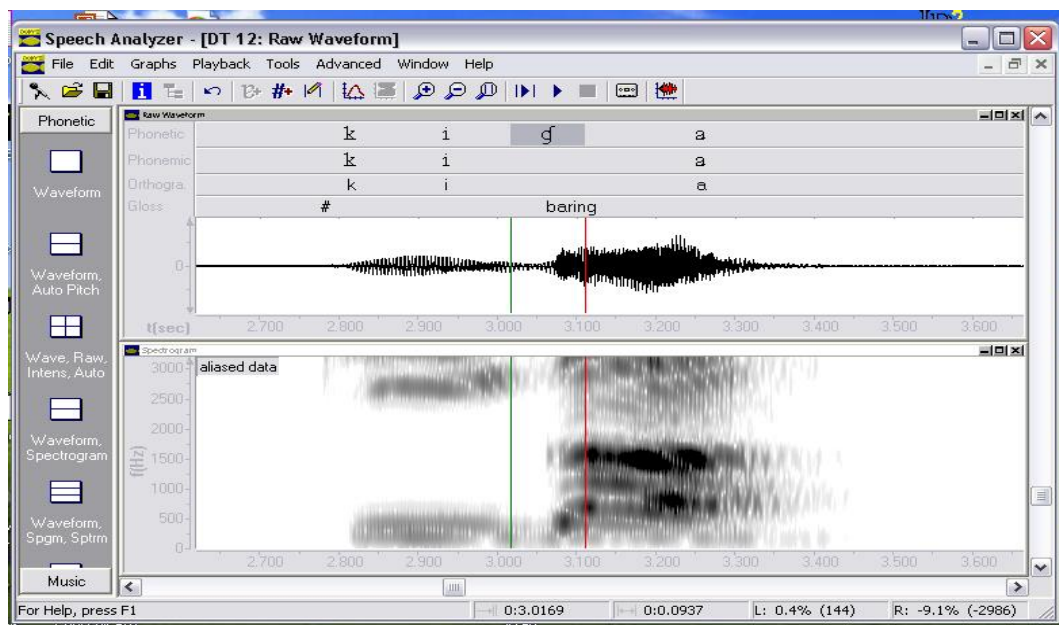 Speech Analyzer - [DT 12: Raw Waveform]
File Edit Graphs Playback Tools Advanced Window Help
Phonetic
Raw Waveform
Phonetic k i ɠ a
Phonemic k i a
Orthogra. k i a
Gloss # baring
Waveform
0-
t(sec) 2.700 2.800 2.900 3.000 3.100 3.200 3.300 3.400 3.500 3.600
Waveform,
Auto Pitch
Wave, Raw,
Intens, Auto
Spectrogram
aliased data
f(Hz)
3000
2500
2000
1500
1000
500
0
2.700 2.800 2.900 3.000 3.100 3.200 3.300 3.400 3.500 3.600
Waveform,
Spectrogram
Waveform,
Spgm, Sptrm
Music
For Help, press F1 0:3.0169 0:0.0937 L: 0.4% (144) R: -9.1% (-2986)